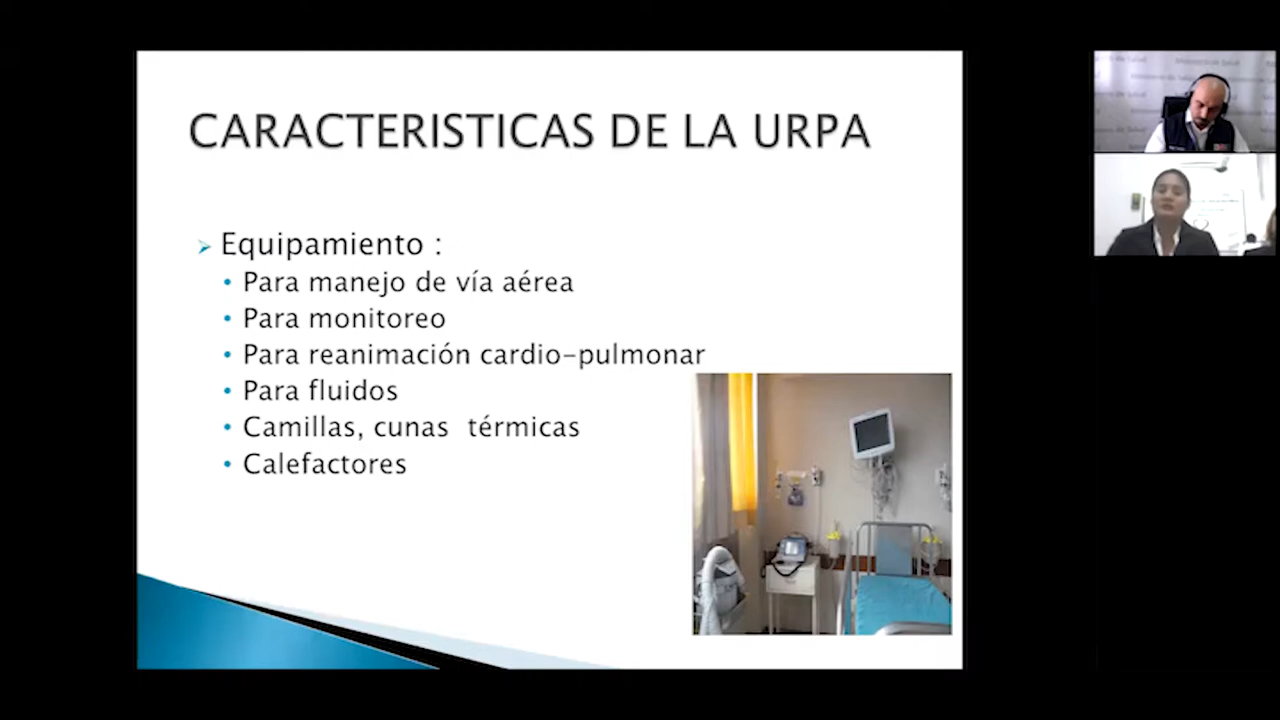 CARACTERISTICAS DE LA URPA
Equipamiento :
Para manejo de vía aérea
Para monitoreo
Para reanimación cardio-pulmonar
Para fluidos
Camillas, cunas térmicas
Calefactores